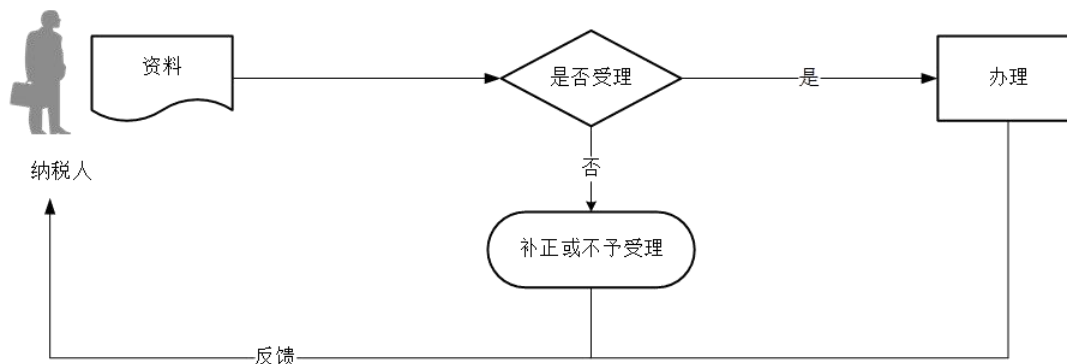 资料
是否受理
是
办理
纳税人
否
补正或不予受理
反馈